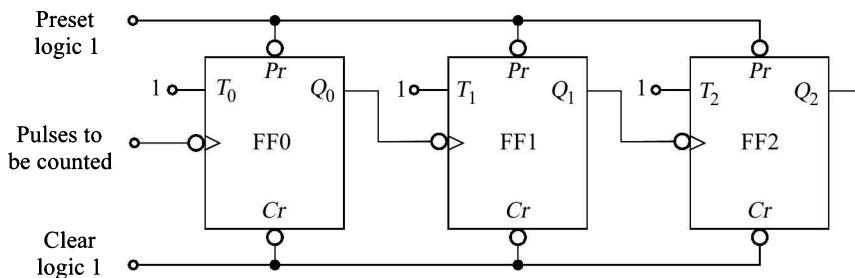 Preset
logic 1
Pr
Pr
Pr
1
T0
Q0
1
T1
Q1
1
T2
Q2
Pulses to
be counted
FF0
FF1
FF2
Cr
Cr
Cr
Clear
logic 1